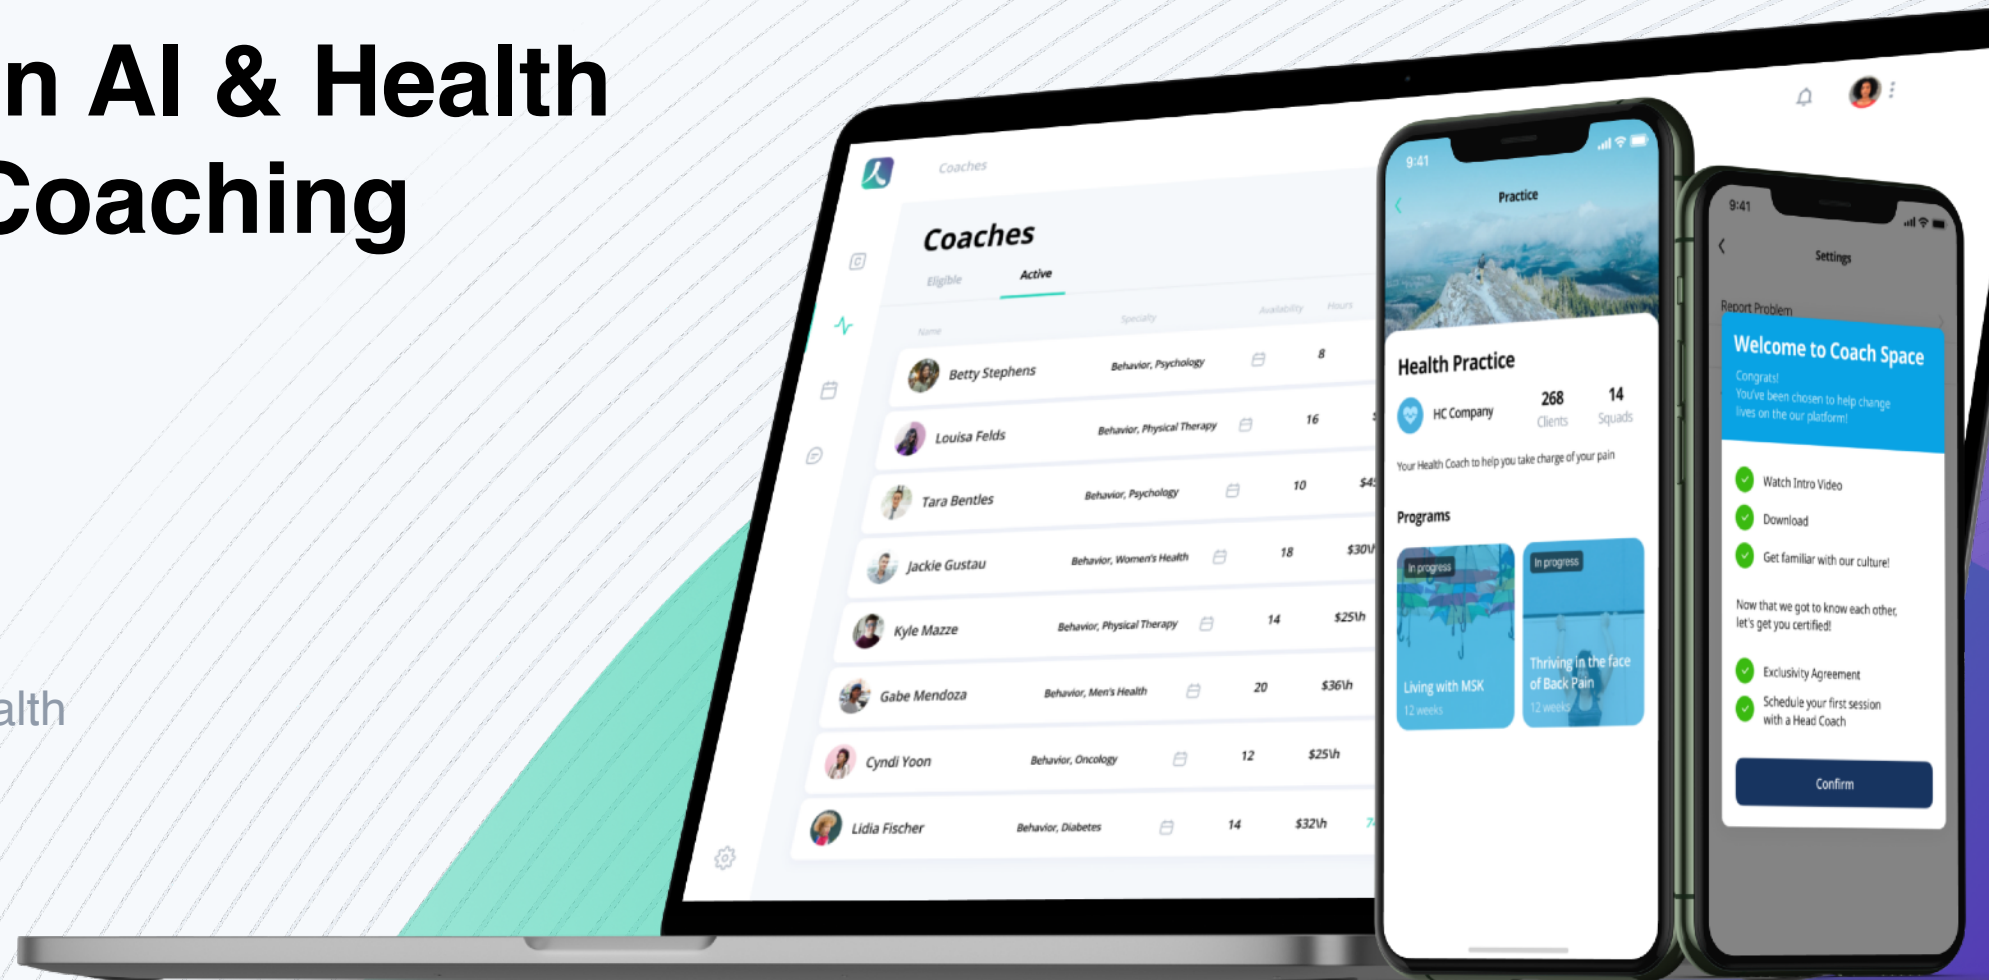 n AI & Health
Coaching
alth
Coaches
Coaches
Eligible
Active
Name
Specialty
Availability
Hours
Betty Stephens
Behavior, Psychology
8
Louisa Felds
Behavior, Physical Therapy
16
Tara Bentles
Behavior, Psychology
10
$45
Jackie Gustau
Behavior, Women's Health
18
$30\h
Kyle Mazze
Behavior, Physical Therapy
14
$25\h
Gabe Mendoza
Behavior, Men's Health
20
$36\h
Cyndi Yoon
Behavior, Oncology
12
$25\h
Lidia Fischer
Behavior, Diabetes
14
$32\h
9:41
Practice
Health Practice
HC Company
268
Clients
14
Squads
Your Health Coach to help you take charge of your pain
Programs
In progress
Living with MSK
12 weeks
In progress
Thriving in the face
of Back Pain
12 weeks
9:41
Settings
Report Problem
Welcome to Coach Space
Congrats!
You've been chosen to help change
lives on the our platform!
Watch Intro Video
Download
Get familiar with our culture!
Now that we got to know each other,
let's get you certified!
Exclusivity Agreement
Schedule your first session
with a Head Coach
Confirm